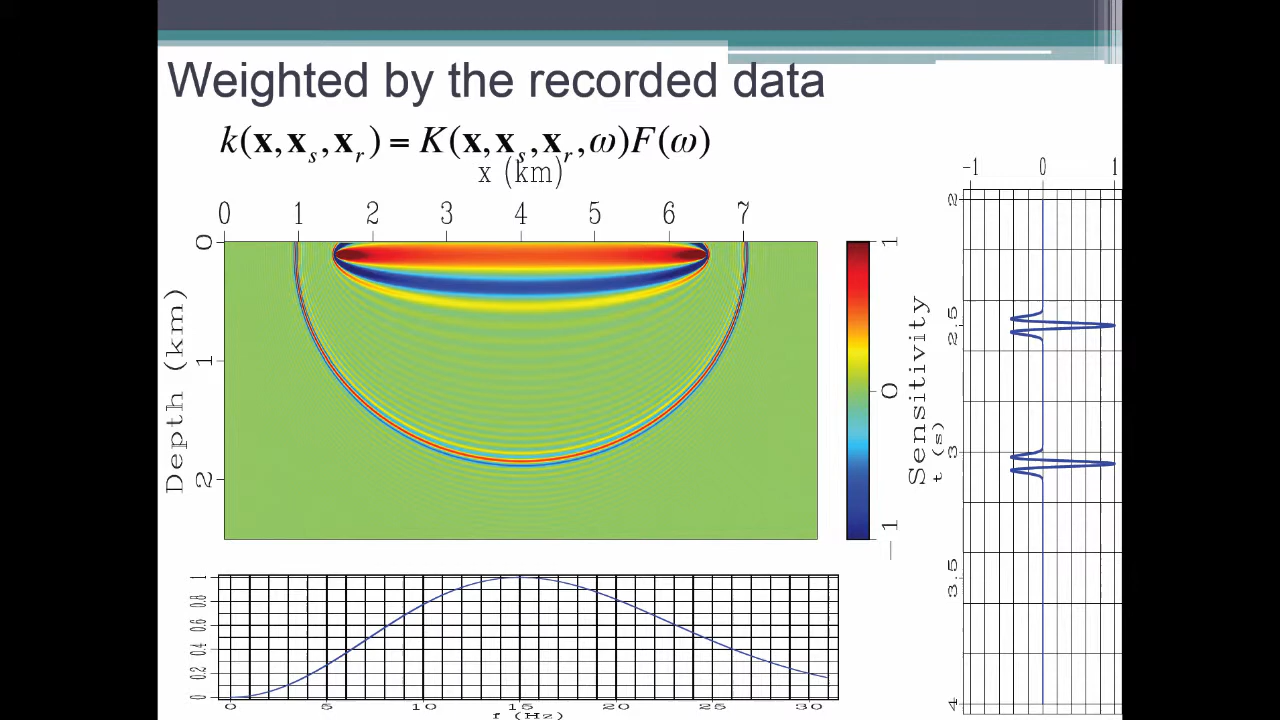 Weighted by the recorded data
k(x,xₛ,xᵣ) = K(x,xₛ,xᵣ,ω)F(ω)
x (km)
0 1 2 3 4 5 6 7
Depth (km)
0 1 2
1 0 −1
Sensitivity
-1 0 1
t (s)
2 2.5 3 3.5 4
1 0.8 0.6 0.4 0.2 0
0 5 10 15 20 25 30
f (Hz)